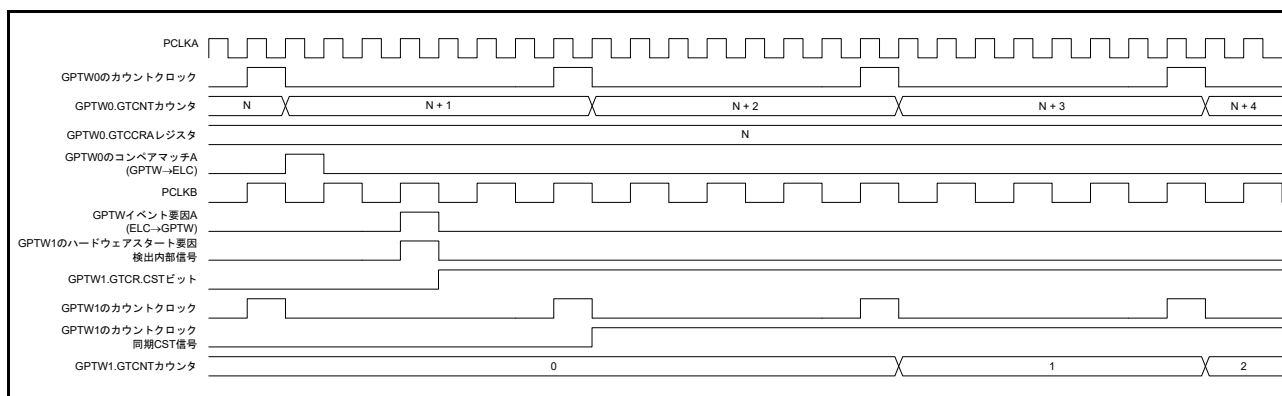 PCLKA
GPTW0のカウントクロック
GPTW0.GTCNTカウンタ
N
N + 1
N + 2
N + 3
N + 4
GPTW0.GTCCRAレジスタ
N
GPTW0のコンペアマッチA
(GPTW→ELC)
PCLKB
GPTWイベント要因A
(ELC→GPTW)
GPTW1のハードウェアスタート要因
検出内部信号
GPTW1.GTCR.CSTビット
GPTW1のカウントクロック
GPTW1のカウントクロック
同期CST信号
GPTW1.GTCNTカウンタ
0
1
2